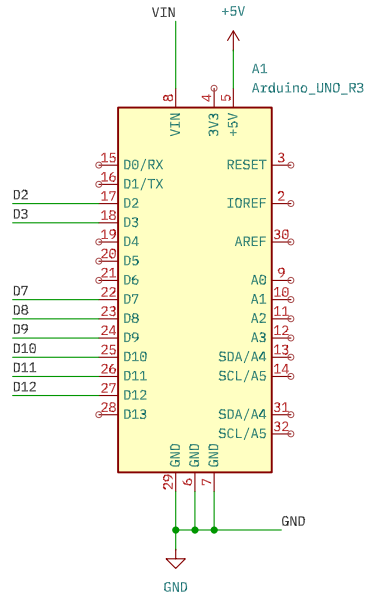 VIN
+5V
A1
Arduino_UNO_R3
8
4
5
VIN
3V3
+5V
15 D0/RX RESET 3
16 D1/TX
D2 17 D2 IOREF 2
D3 18 D3
19 D4 AREF 30
20 D5
21 D6 A0 9
D7 22 D7 A1 10
D8 23 D8 A2 11
D9 24 D9 A3 12
D10 25 D10 SDA/A4 13
D11 26 D11 SCL/A5 14
D12 27 D12
28 D13 SDA/A4 31
SCL/A5 32
GND
GND
GND
29
6
7
GND
GND